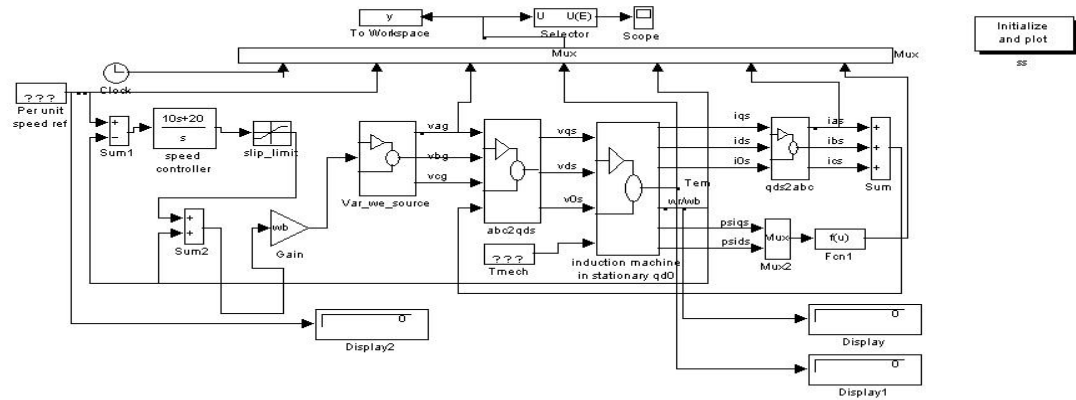 y
To Workspace
U U(E)
Selector
Scope
Initialize
and plot
ss
Mux
Mux
Clock
? ? ?
Per unit
speed ref
+
−
Sum1
10s+20
s
speed
controller
slip_limit
vag
vbg
vcg
Var_we_source
abc2qds
vqs
vds
v0s
induction machine
in stationary qd0
iqs
ids
i0s
qds2abc
ias
ibs
ics
+
+
+
Sum
Tem
wr/wb
psiqs
psids
Mux
Mux2
f(u)
Fcn1
+
+
Sum2
wb
Gain
? ? ?
Tmech
0
Display2
0
Display
0
Display1